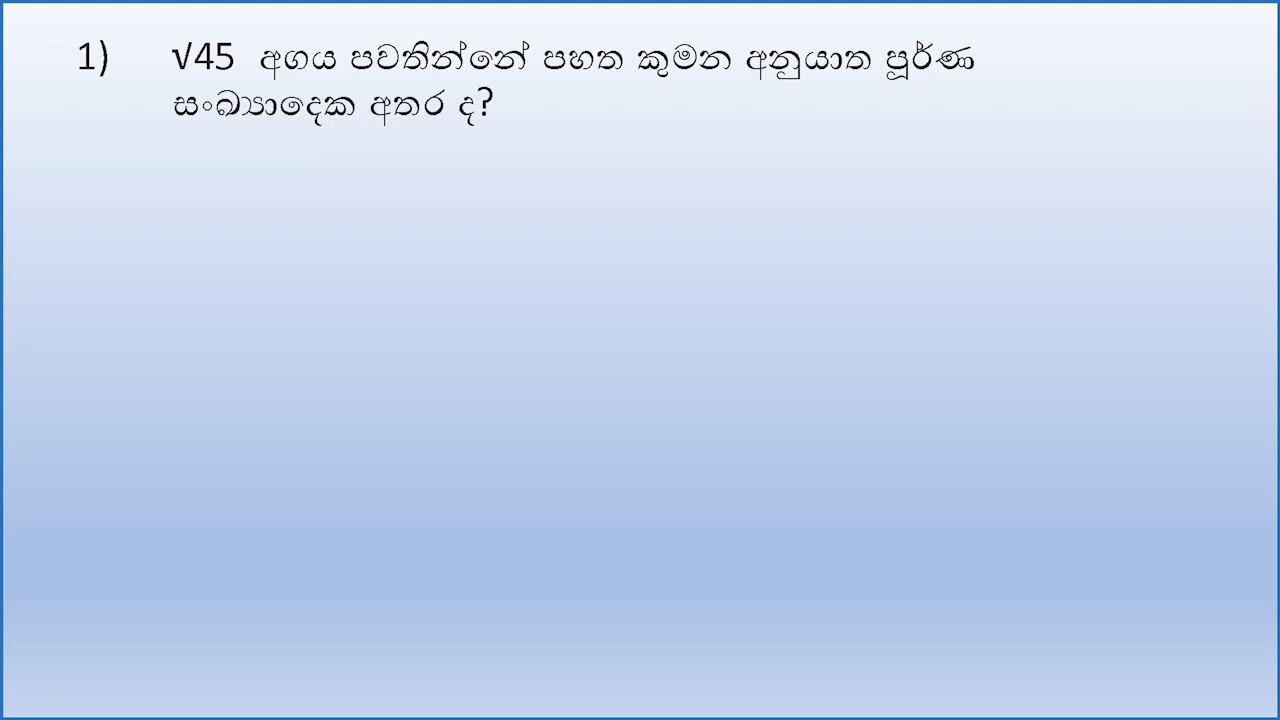 1) √45 අගය පවතින්නේ පහත කුමන අනුයාත පූර්ණ
සංඛ්‍යාදෙක අතර ද?